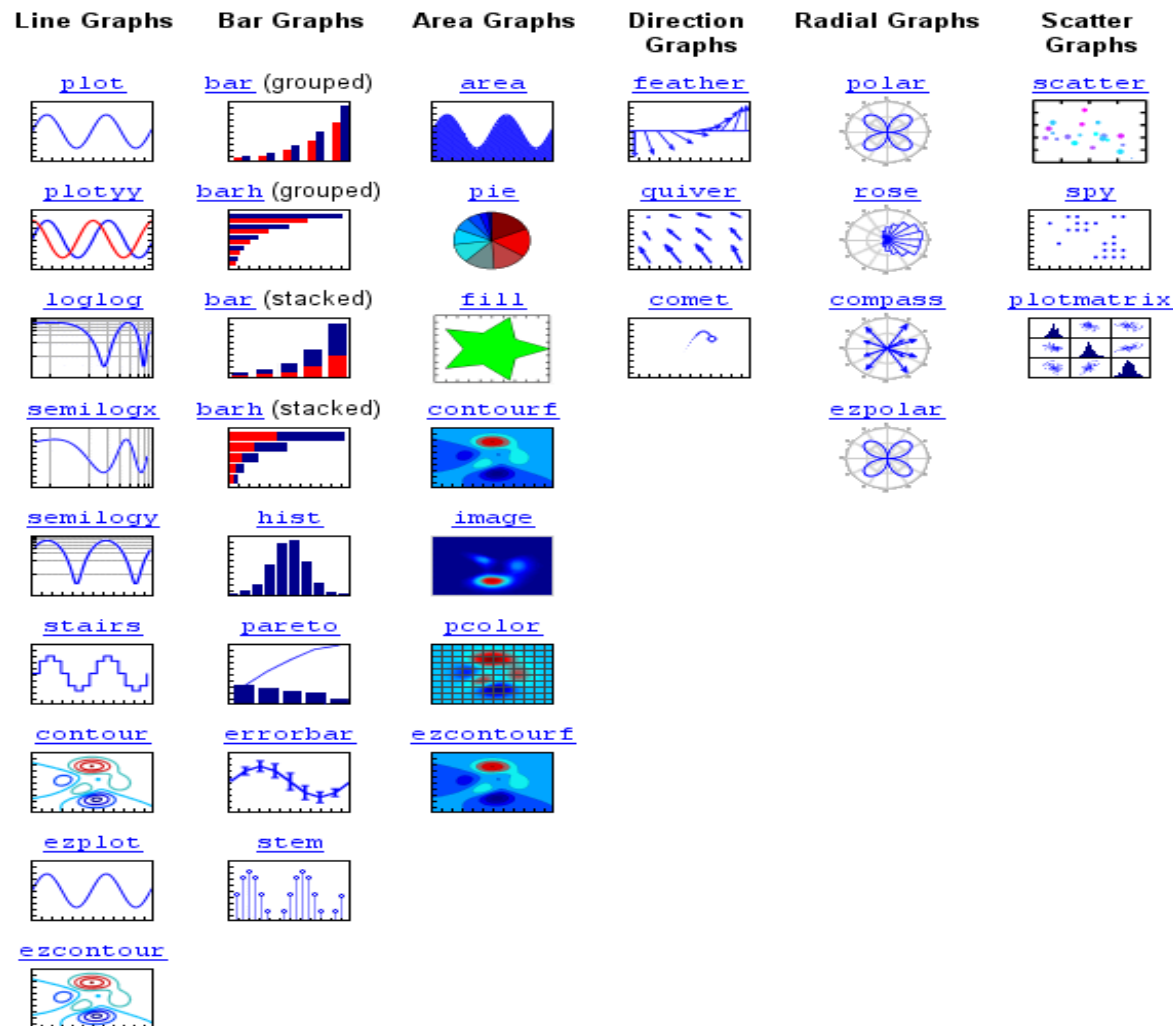 Line Graphs Bar Graphs Area Graphs Direction Graphs Radial Graphs Scatter Graphs
plot bar (grouped) area feather polar scatter
plotyy barh (grouped) pie quiver rose spy
loglog bar (stacked) fill comet compass plotmatrix
semilogx barh (stacked) contourf ezpolar
semilogy hist image
stairs pareto pcolor
contour errorbar ezcontourf
ezplot stem
ezcontour